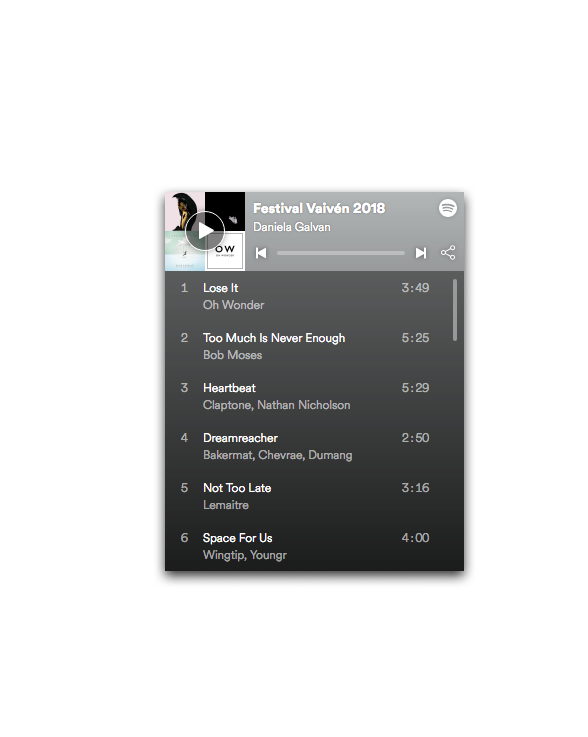 Festival Vaivén 2018
Daniela Galvan
OW
OH WONDER
1 Lose It 3:49
Oh Wonder
2 Too Much Is Never Enough 5:25
Bob Moses
3 Heartbeat 5:29
Claptone, Nathan Nicholson
4 Dreamreacher 2:50
Bakermat, Chevrae, Dumang
5 Not Too Late 3:16
Lemaitre
6 Space For Us 4:00
Wingtip, Youngr